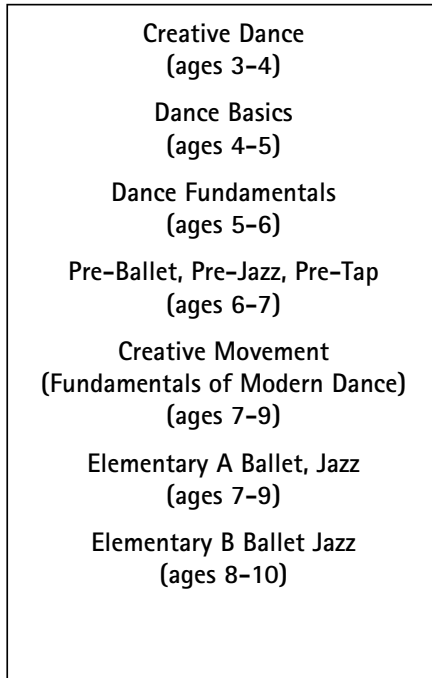 Creative Dance
(ages 3-4)
Dance Basics
(ages 4-5)
Dance Fundamentals
(ages 5-6)
Pre-Ballet, Pre-Jazz, Pre-Tap
(ages 6-7)
Creative Movement
(Fundamentals of Modern Dance)
(ages 7-9)
Elementary A Ballet, Jazz
(ages 7-9)
Elementary B Ballet Jazz
(ages 8-10)